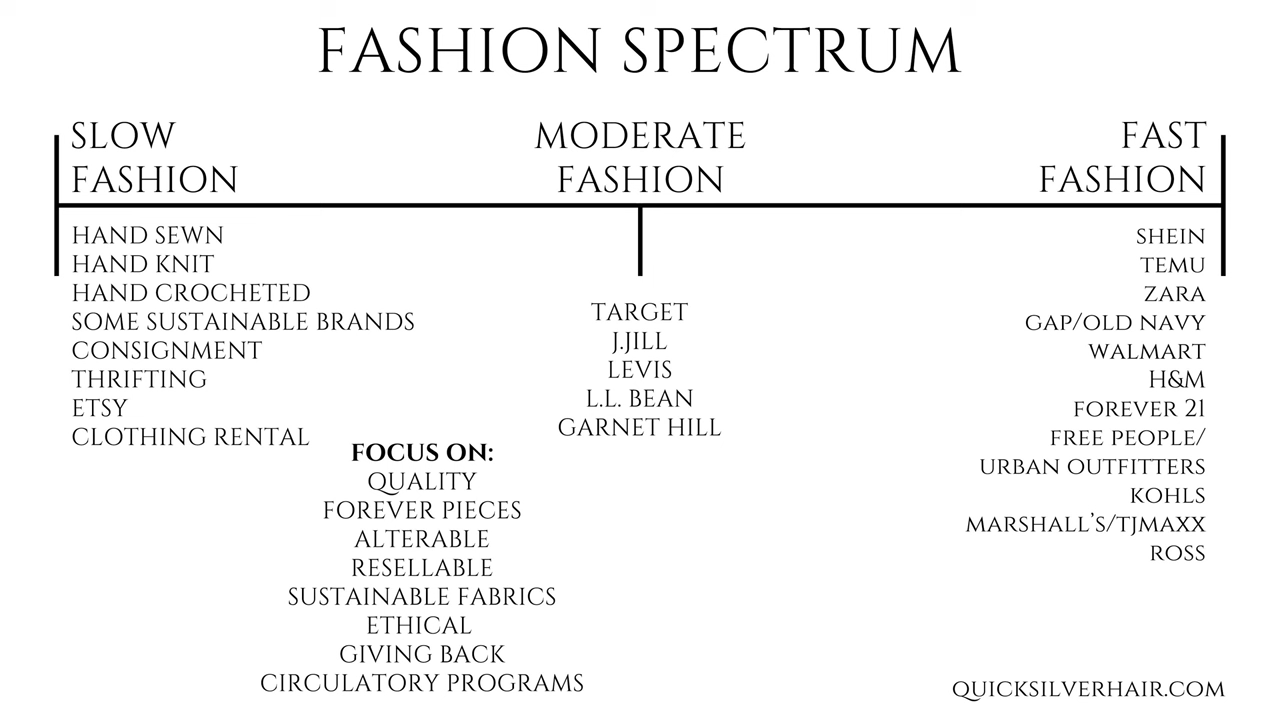 FASHION SPECTRUM
SLOW
FASHION
HAND SEWN
HAND KNIT
HAND CROCHETED
SOME SUSTAINABLE BRANDS
CONSIGNMENT
THRIFTING
ETSY
CLOTHING RENTAL
FOCUS ON:
QUALITY
FOREVER PIECES
ALTERABLE
RESELLABLE
SUSTAINABLE FABRICS
ETHICAL
GIVING BACK
CIRCULATORY PROGRAMS
MODERATE
FASHION
TARGET
J.JILL
LEVIS
L.L. BEAN
GARNET HILL
FAST
FASHION
SHEIN
TEMU
ZARA
GAP/OLD NAVY
WALMART
H&M
FOREVER 21
FREE PEOPLE/
URBAN OUTFITTERS
KOHLS
MARSHALL'S/TJMAXX
ROSS
QUICKSILVERHAIR.COM